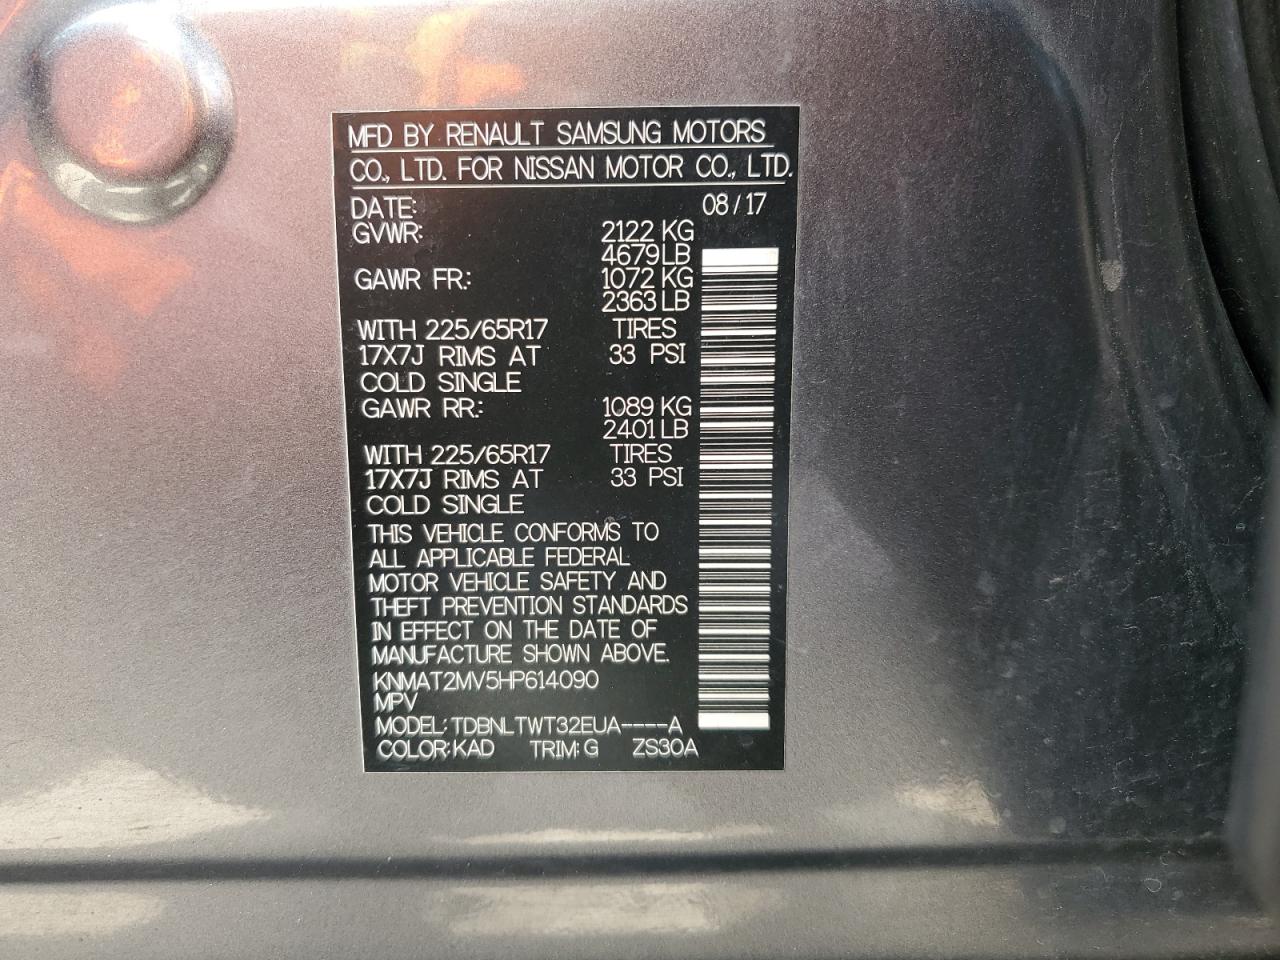 MFD BY RENAULT SAMSUNG MOTORS
CO., LTD. FOR NISSAN MOTOR CO., LTD.
DATE: 08/17
GVWR: 2122 KG
4679 LB
GAWR FR: 1072 KG
2363 LB
WITH 225/65R17 TIRES
17X7J RIMS AT 33 PSI
COLD SINGLE
GAWR RR: 1089 KG
2401 LB
WITH 225/65R17 TIRES
17X7J RIMS AT 33 PSI
COLD SINGLE
THIS VEHICLE CONFORMS TO
ALL APPLICABLE FEDERAL
MOTOR VEHICLE SAFETY AND
THEFT PREVENTION STANDARDS
IN EFFECT ON THE DATE OF
MANUFACTURE SHOWN ABOVE.
KNMAT2MV5HP614090
MPV
MODEL: TDBNLTWT32EUA----A
COLOR: KAD TRIM: G ZS30A